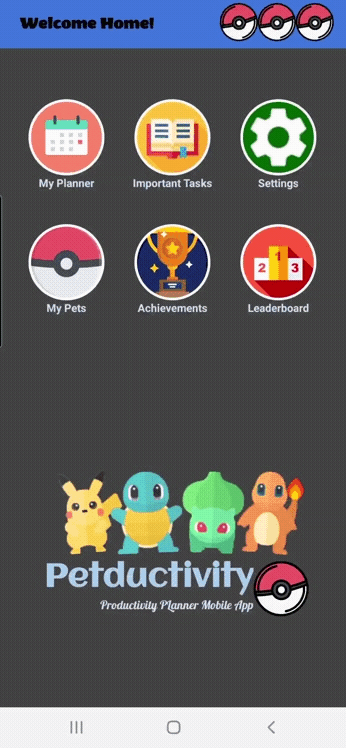 Welcome Home!
My Planner
Important Tasks
Settings
My Pets
Achievements
2 1 3
Leaderboard
Petductivity
Productivity Planner Mobile App